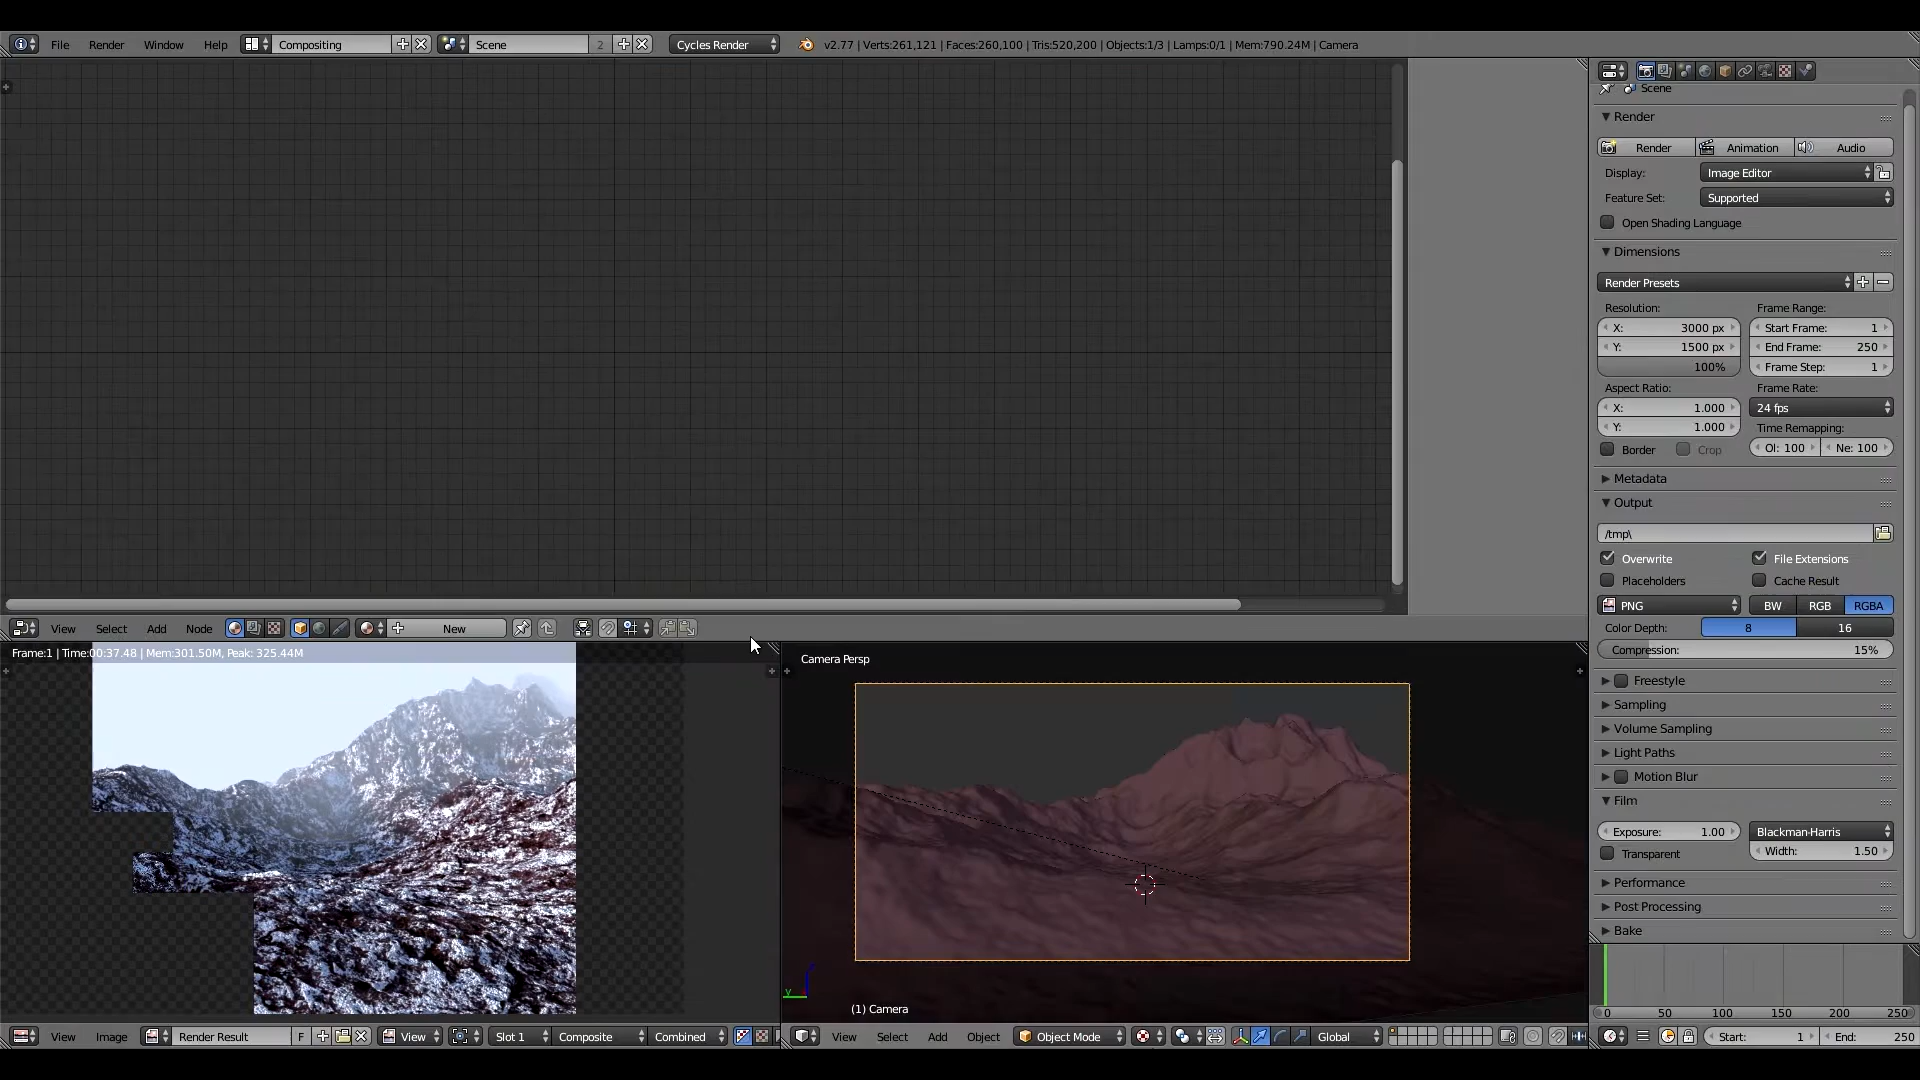 File Render Window Help Compositing Scene 2 Cycles Render v2.77 | Verts:261,121 | Faces:260,100 | Tris:520,200 | Objects:1/3 | Lamps:0/1 | Mem:790.24M | Camera
Scene
Render
Render Animation Audio
Display: Image Editor
Feature Set: Supported
Open Shading Language
Dimensions
Render Presets
Resolution: Frame Range:
X: 3000 px Start Frame: 1
Y: 1500 px End Frame: 250
100% Frame Step: 1
Aspect Ratio: Frame Rate:
X: 1.000 24 fps
Y: 1.000 Time Remapping:
Border Crop Ol: 100 Ne: 100
Metadata
Output
/tmp\
Overwrite File Extensions
Placeholders Cache Result
PNG BW RGB RGBA
Color Depth: 8 16
Compression: 15%
Freestyle
Sampling
Volume Sampling
Light Paths
Motion Blur
Film
Exposure: 1.00 Blackman-Harris
Transparent Width: 1.50
Performance
Post Processing
Bake
0 50 100 150 200 250
Start: 1 End: 250
View Select Add Node New
Frame:1 | Time:00:37.48 | Mem:301.50M, Peak: 325.44M
View Image Render Result F View Slot 1 Composite Combined
Camera Persp
y
(1) Camera
View Select Add Object Object Mode Global